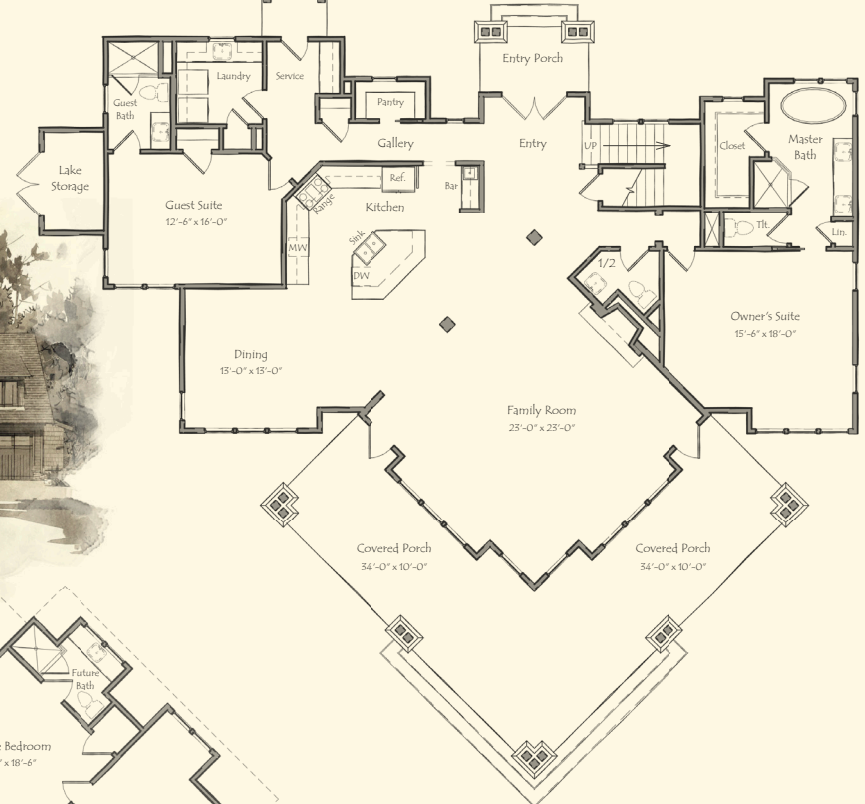 Entry Porch
Laundry
Service
Guest
Bath
Pantry
Gallery
Entry
UP
Closet
Master
Bath
Lake
Storage
Guest Suite
12'-6" x 16'-0"
Ref.
Range
Kitchen
Bar
Tlt.
Lin.
MW
Sink
DW
1/2
Owner's Suite
15'-6" x 18'-0"
Dining
13'-0" x 13'-0"
Family Room
23'-0" x 23'-0"
Covered Porch
34'-0" x 10'-0"
Covered Porch
34'-0" x 10'-0"
Future
Bath
Bedroom
x 18'-6"